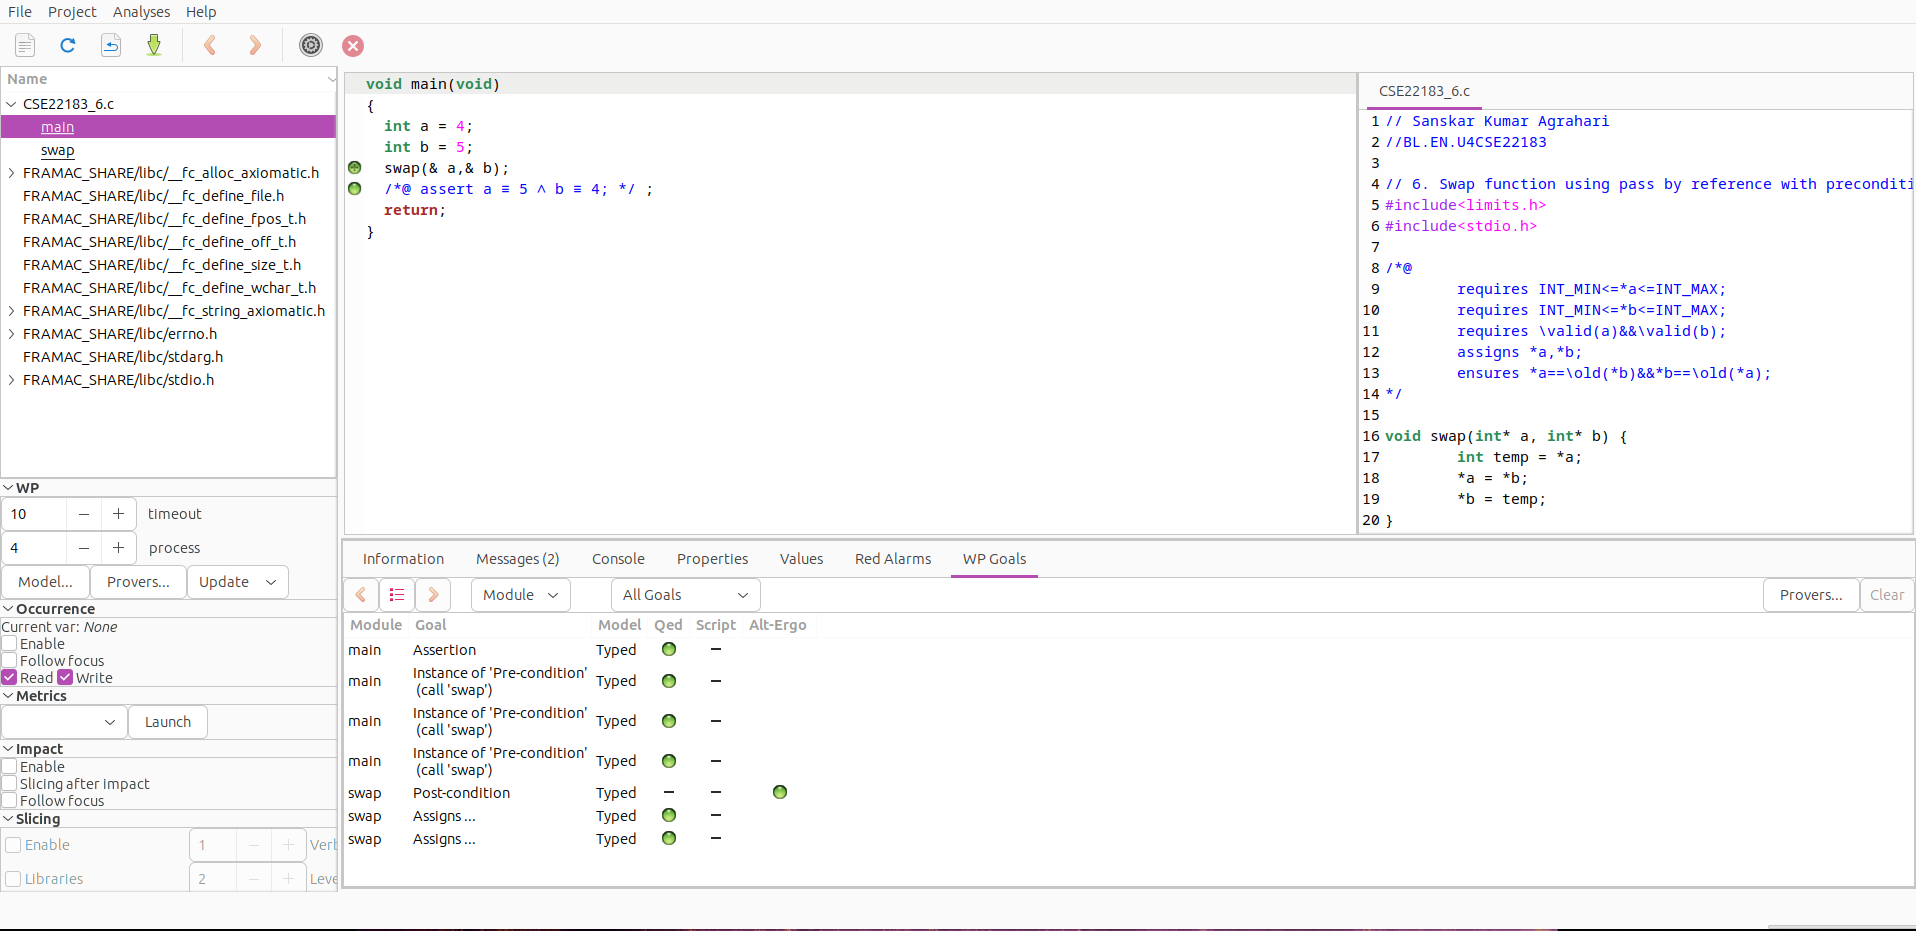 File Project Analyses Help
Name
CSE22183_6.c
main
swap
FRAMAC_SHARE/libc/__fc_alloc_axiomatic.h
FRAMAC_SHARE/libc/__fc_define_file.h
FRAMAC_SHARE/libc/__fc_define_fpos_t.h
FRAMAC_SHARE/libc/__fc_define_off_t.h
FRAMAC_SHARE/libc/__fc_define_size_t.h
FRAMAC_SHARE/libc/__fc_define_wchar_t.h
FRAMAC_SHARE/libc/__fc_string_axiomatic.h
FRAMAC_SHARE/libc/errno.h
FRAMAC_SHARE/libc/stdarg.h
FRAMAC_SHARE/libc/stdio.h
WP
10 timeout
4 process
Model... Provers... Update
Occurrence
Current var: None
Enable
Follow focus
Read Write
Metrics
Launch
Impact
Enable
Slicing after impact
Follow focus
Slicing
Enable 1 Verb
Libraries 2 Leve
void main(void)
{
int a = 4;
int b = 5;
swap(& a,& b);
/*@ assert a ≡ 5 ∧ b ≡ 4; */ ;
return;
}
CSE22183_6.c
1 // Sanskar Kumar Agrahari
2 //BL.EN.U4CSE22183
3
4 // 6. Swap function using pass by reference with preconditi
5 #include<limits.h>
6 #include<stdio.h>
7
8 /*@
9 requires INT_MIN<=*a<=INT_MAX;
10 requires INT_MIN<=*b<=INT_MAX;
11 requires \valid(a)&&\valid(b);
12 assigns *a,*b;
13 ensures *a==\old(*b)&&*b==\old(*a);
14 */
15
16 void swap(int* a, int* b) {
17 int temp = *a;
18 *a = *b;
19 *b = temp;
20 }
Information Messages (2) Console Properties Values Red Alarms WP Goals
Module All Goals Provers... Clear
Module Goal Model Qed Script Alt-Ergo
main Assertion Typed
main Instance of 'Pre-condition' (call 'swap') Typed
main Instance of 'Pre-condition' (call 'swap') Typed
main Instance of 'Pre-condition' (call 'swap') Typed
swap Post-condition Typed
swap Assigns ... Typed
swap Assigns ... Typed